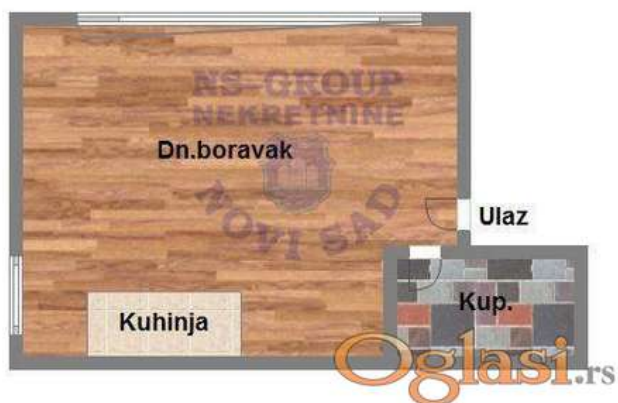 NS-GROUP
NEKRETNINE
Dn.boravak
NOVI SAD
Ulaz
Kuhinja
Kup.
Oglasi.rs